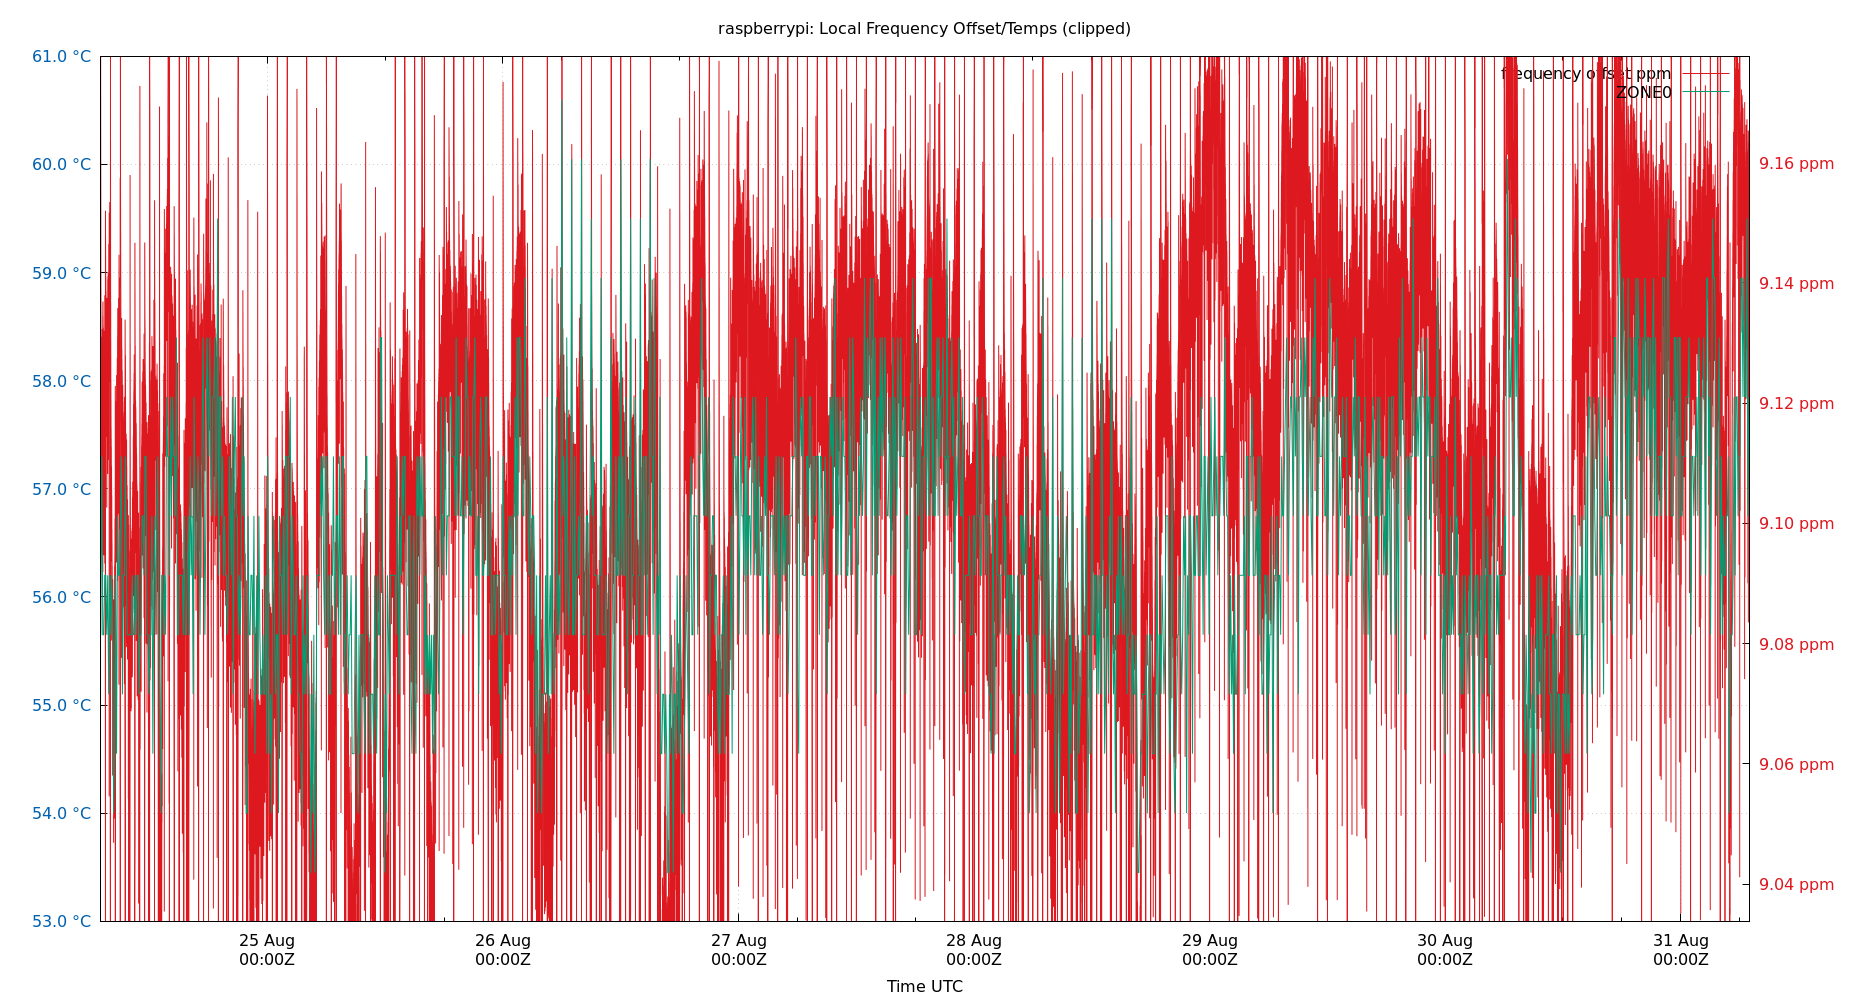 raspberrypi: Local Frequency Offset/Temps (clipped)
61.0 °C
60.0 °C
59.0 °C
58.0 °C
57.0 °C
56.0 °C
55.0 °C
54.0 °C
53.0 °C
frequency offset ppm
ZONE0
9.16 ppm
9.14 ppm
9.12 ppm
9.10 ppm
9.08 ppm
9.06 ppm
9.04 ppm
25 Aug 26 Aug 27 Aug 28 Aug 29 Aug 30 Aug 31 Aug
00:00Z 00:00Z 00:00Z 00:00Z 00:00Z 00:00Z 00:00Z
Time UTC